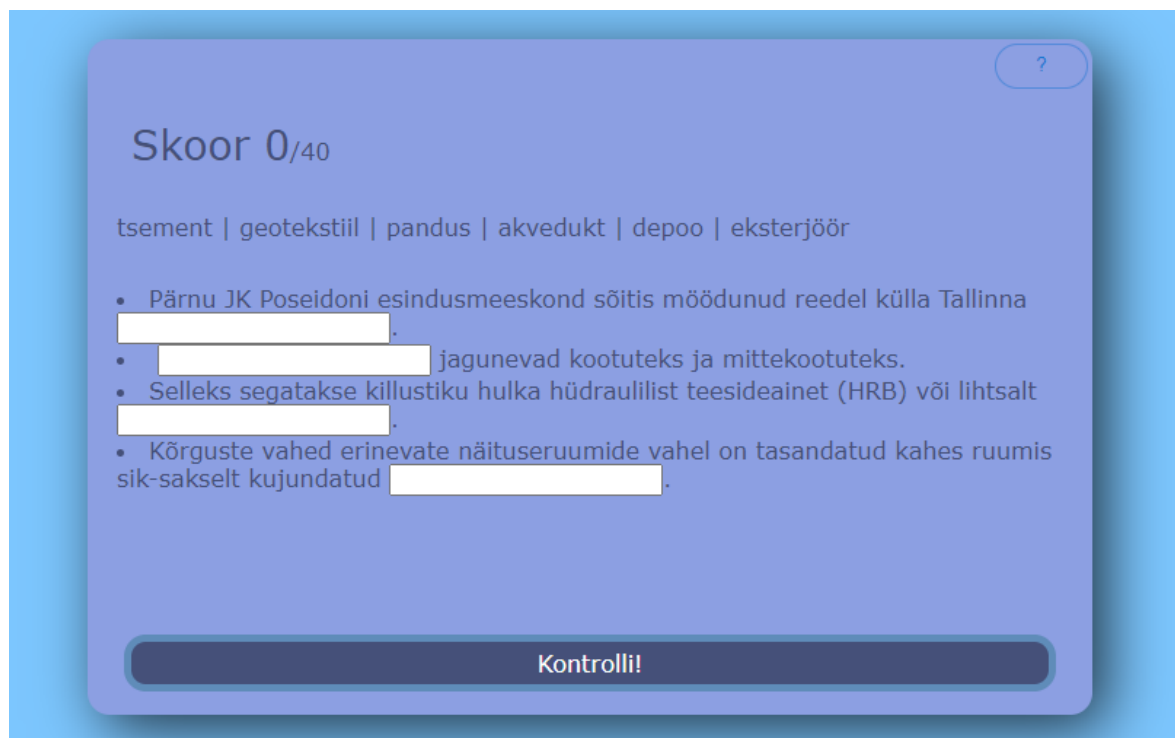 ?
Skoor 0/40
tsement | geotekstiil | pandus | akvedukt | depoo | eksterjöör
• Pärnu JK Poseidoni esindusmeeskond sõitis möödunud reedel külla Tallinna
.
• jagunevad kootuteks ja mittekootuteks.
• Selleks segatakse killustiku hulka hüdraulilist teesideainet (HRB) või lihtsalt
.
• Kõrguste vahed erinevate näituseruumide vahel on tasandatud kahes ruumis
sik-sakselt kujundatud .
Kontrolli!